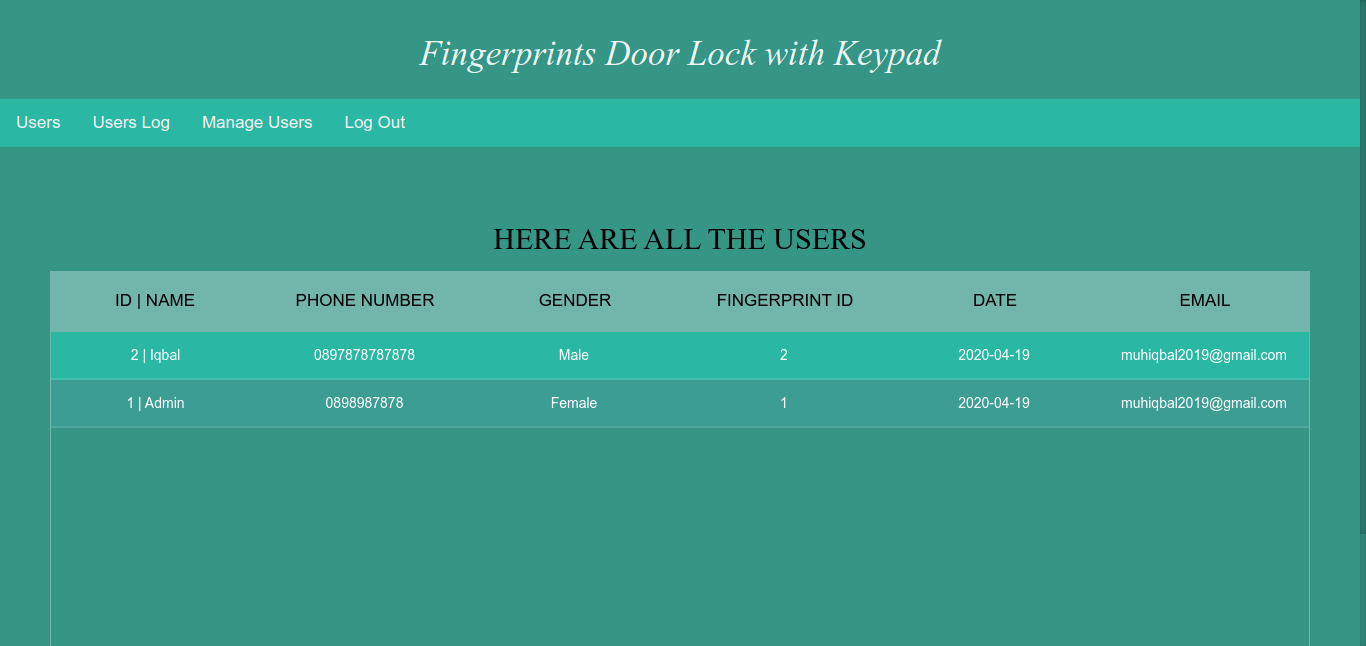 Fingerprints Door Lock with Keypad
Users Users Log Manage Users Log Out
HERE ARE ALL THE USERS
ID | NAME PHONE NUMBER GENDER FINGERPRINT ID DATE EMAIL
2 | Iqbal 0897878787878 Male 2 2020-04-19 muhiqbal2019@gmail.com
1 | Admin 0898987878 Female 1 2020-04-19 muhiqbal2019@gmail.com